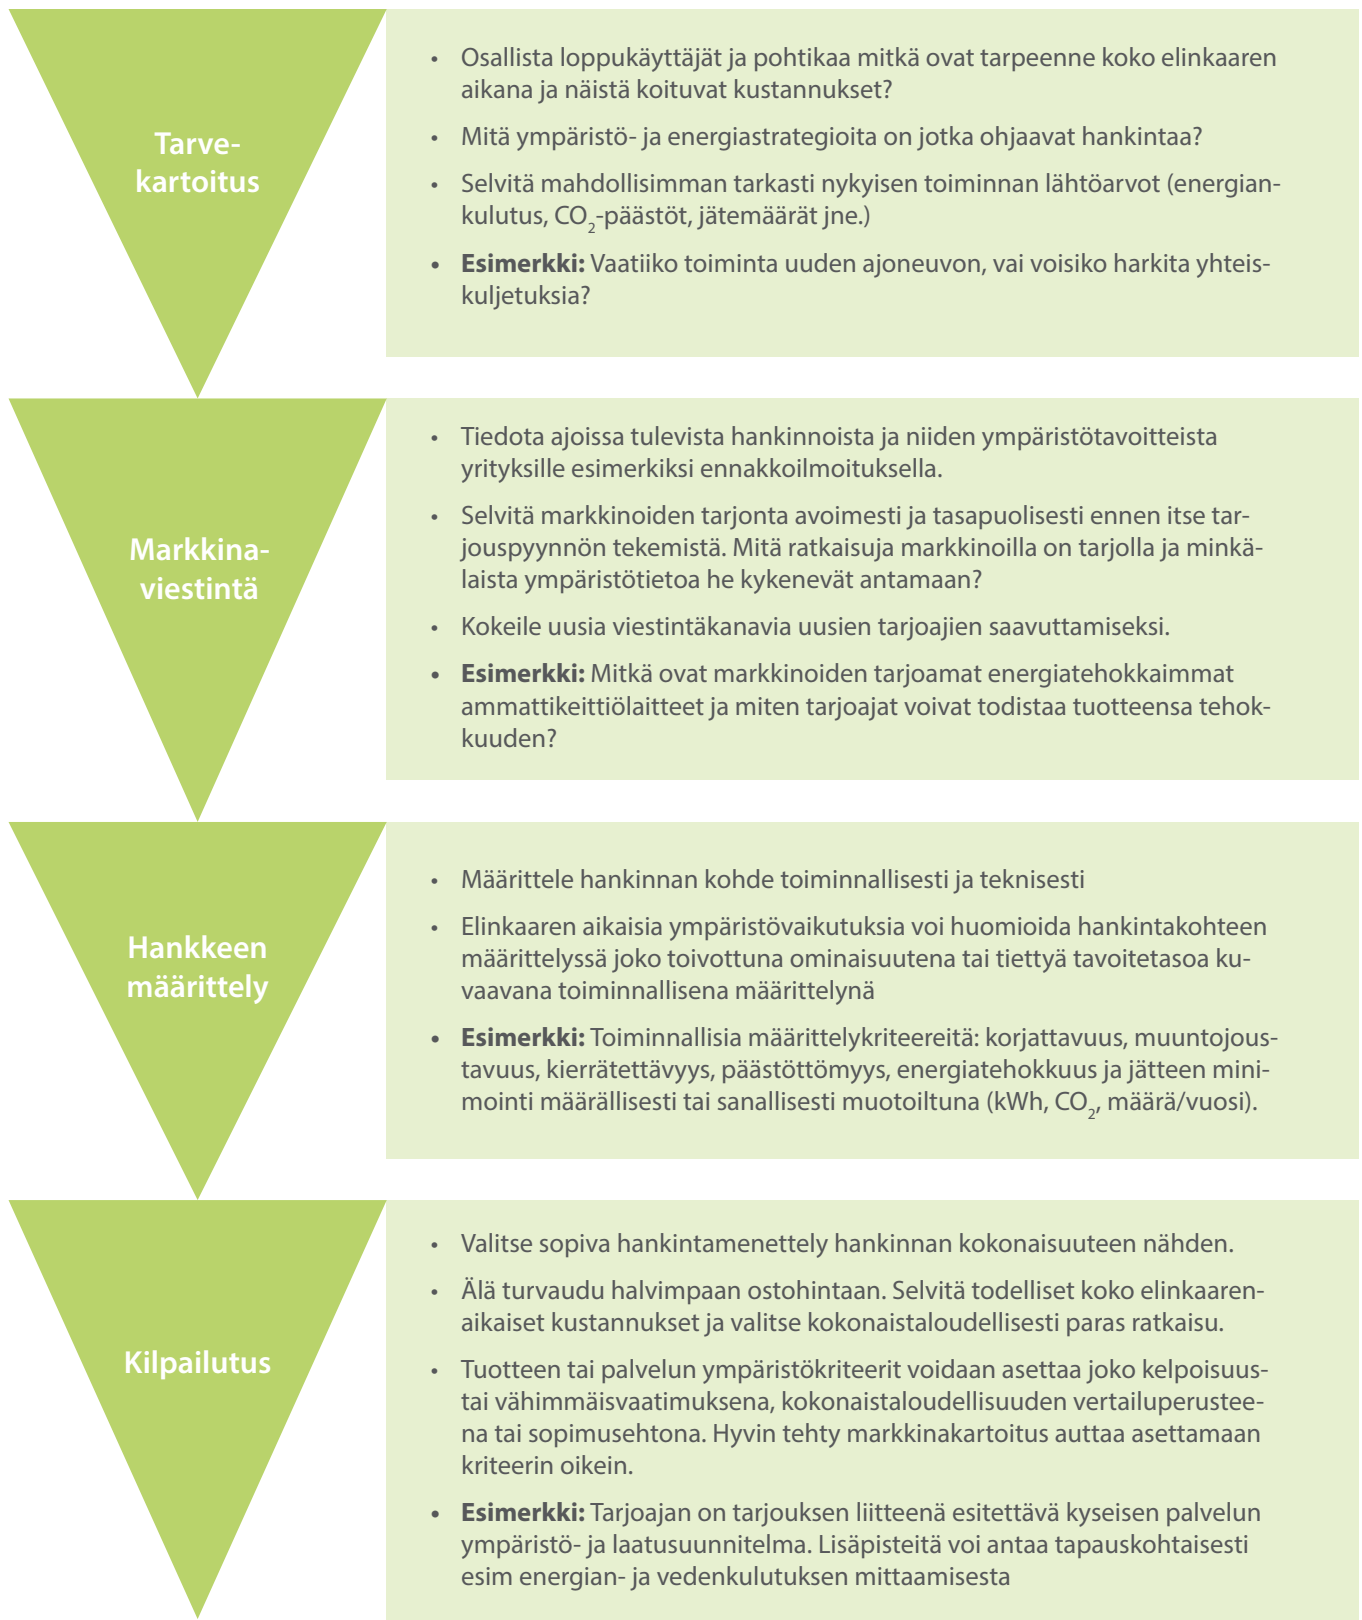 Tarve-
kartoitus
• Osallista loppukäyttäjät ja pohtikaa mitkä ovat tarpeenne koko elinkaaren
aikana ja näistä koituvat kustannukset?
• Mitä ympäristö- ja energiastrategioita on jotka ohjaavat hankintaa?
• Selvitä mahdollisimman tarkasti nykyisen toiminnan lähtöarvot (energian-
kulutus, CO₂-päästöt, jätemäärät jne.)
• Esimerkki: Vaatiiko toiminta uuden ajoneuvon, vai voisiko harkita yhteis-
kuljetuksia?
Markkina-
viestintä
• Tiedota ajoissa tulevista hankinnoista ja niiden ympäristötavoitteista
yrityksille esimerkiksi ennakkoilmoituksella.
• Selvitä markkinoiden tarjonta avoimesti ja tasapuolisesti ennen itse tar-
jouspyynnön tekemistä. Mitä ratkaisuja markkinoilla on tarjolla ja minkä-
laista ympäristötietoa he kykenevät antamaan?
• Kokeile uusia viestintäkanavia uusien tarjoajien saavuttamiseksi.
• Esimerkki: Mitkä ovat markkinoiden tarjoamat energiatehokkaimmat
ammattikeittiölaitteet ja miten tarjoajat voivat todistaa tuotteensa tehok-
kuuden?
Hankkeen
määrittely
• Määrittele hankinnan kohde toiminnallisesti ja teknisesti
• Elinkaaren aikaisia ympäristövaikutuksia voi huomioida hankintakohteen
määrittelyssä joko toivottuna ominaisuutena tai tiettyä tavoitetasoa ku-
vaavana toiminnallisena määrittelynä
• Esimerkki: Toiminnallisia määrittelykriteereitä: korjattavuus, muuntojous-
tavuus, kierrätettävyys, päästöttömyys, energiatehokkuus ja jätteen mini-
mointi määrällisesti tai sanallisesti muotoiltuna (kWh, CO₂, määrä/vuosi).
Kilpailutus
• Valitse sopiva hankintamenettely hankinnan kokonaisuuteen nähden.
• Älä turvaudu halvimpaan ostohintaan. Selvitä todelliset koko elinkaaren-
aikaiset kustannukset ja valitse kokonaistaloudellisesti paras ratkaisu.
• Tuotteen tai palvelun ympäristökriteerit voidaan asettaa joko kelpoisuus-
tai vähimmäisvaatimuksena, kokonaistaloudellisuuden vertailuperustee-
na tai sopimusehtona. Hyvin tehty markkinakartoitus auttaa asettamaan
kriteerin oikein.
• Esimerkki: Tarjoajan on tarjouksen liitteenä esitettävä kyseisen palvelun
ympäristö- ja laatusuunnitelma. Lisäpisteitä voi antaa tapauskohtaisesti
esim energian- ja vedenkulutuksen mittaamisesta